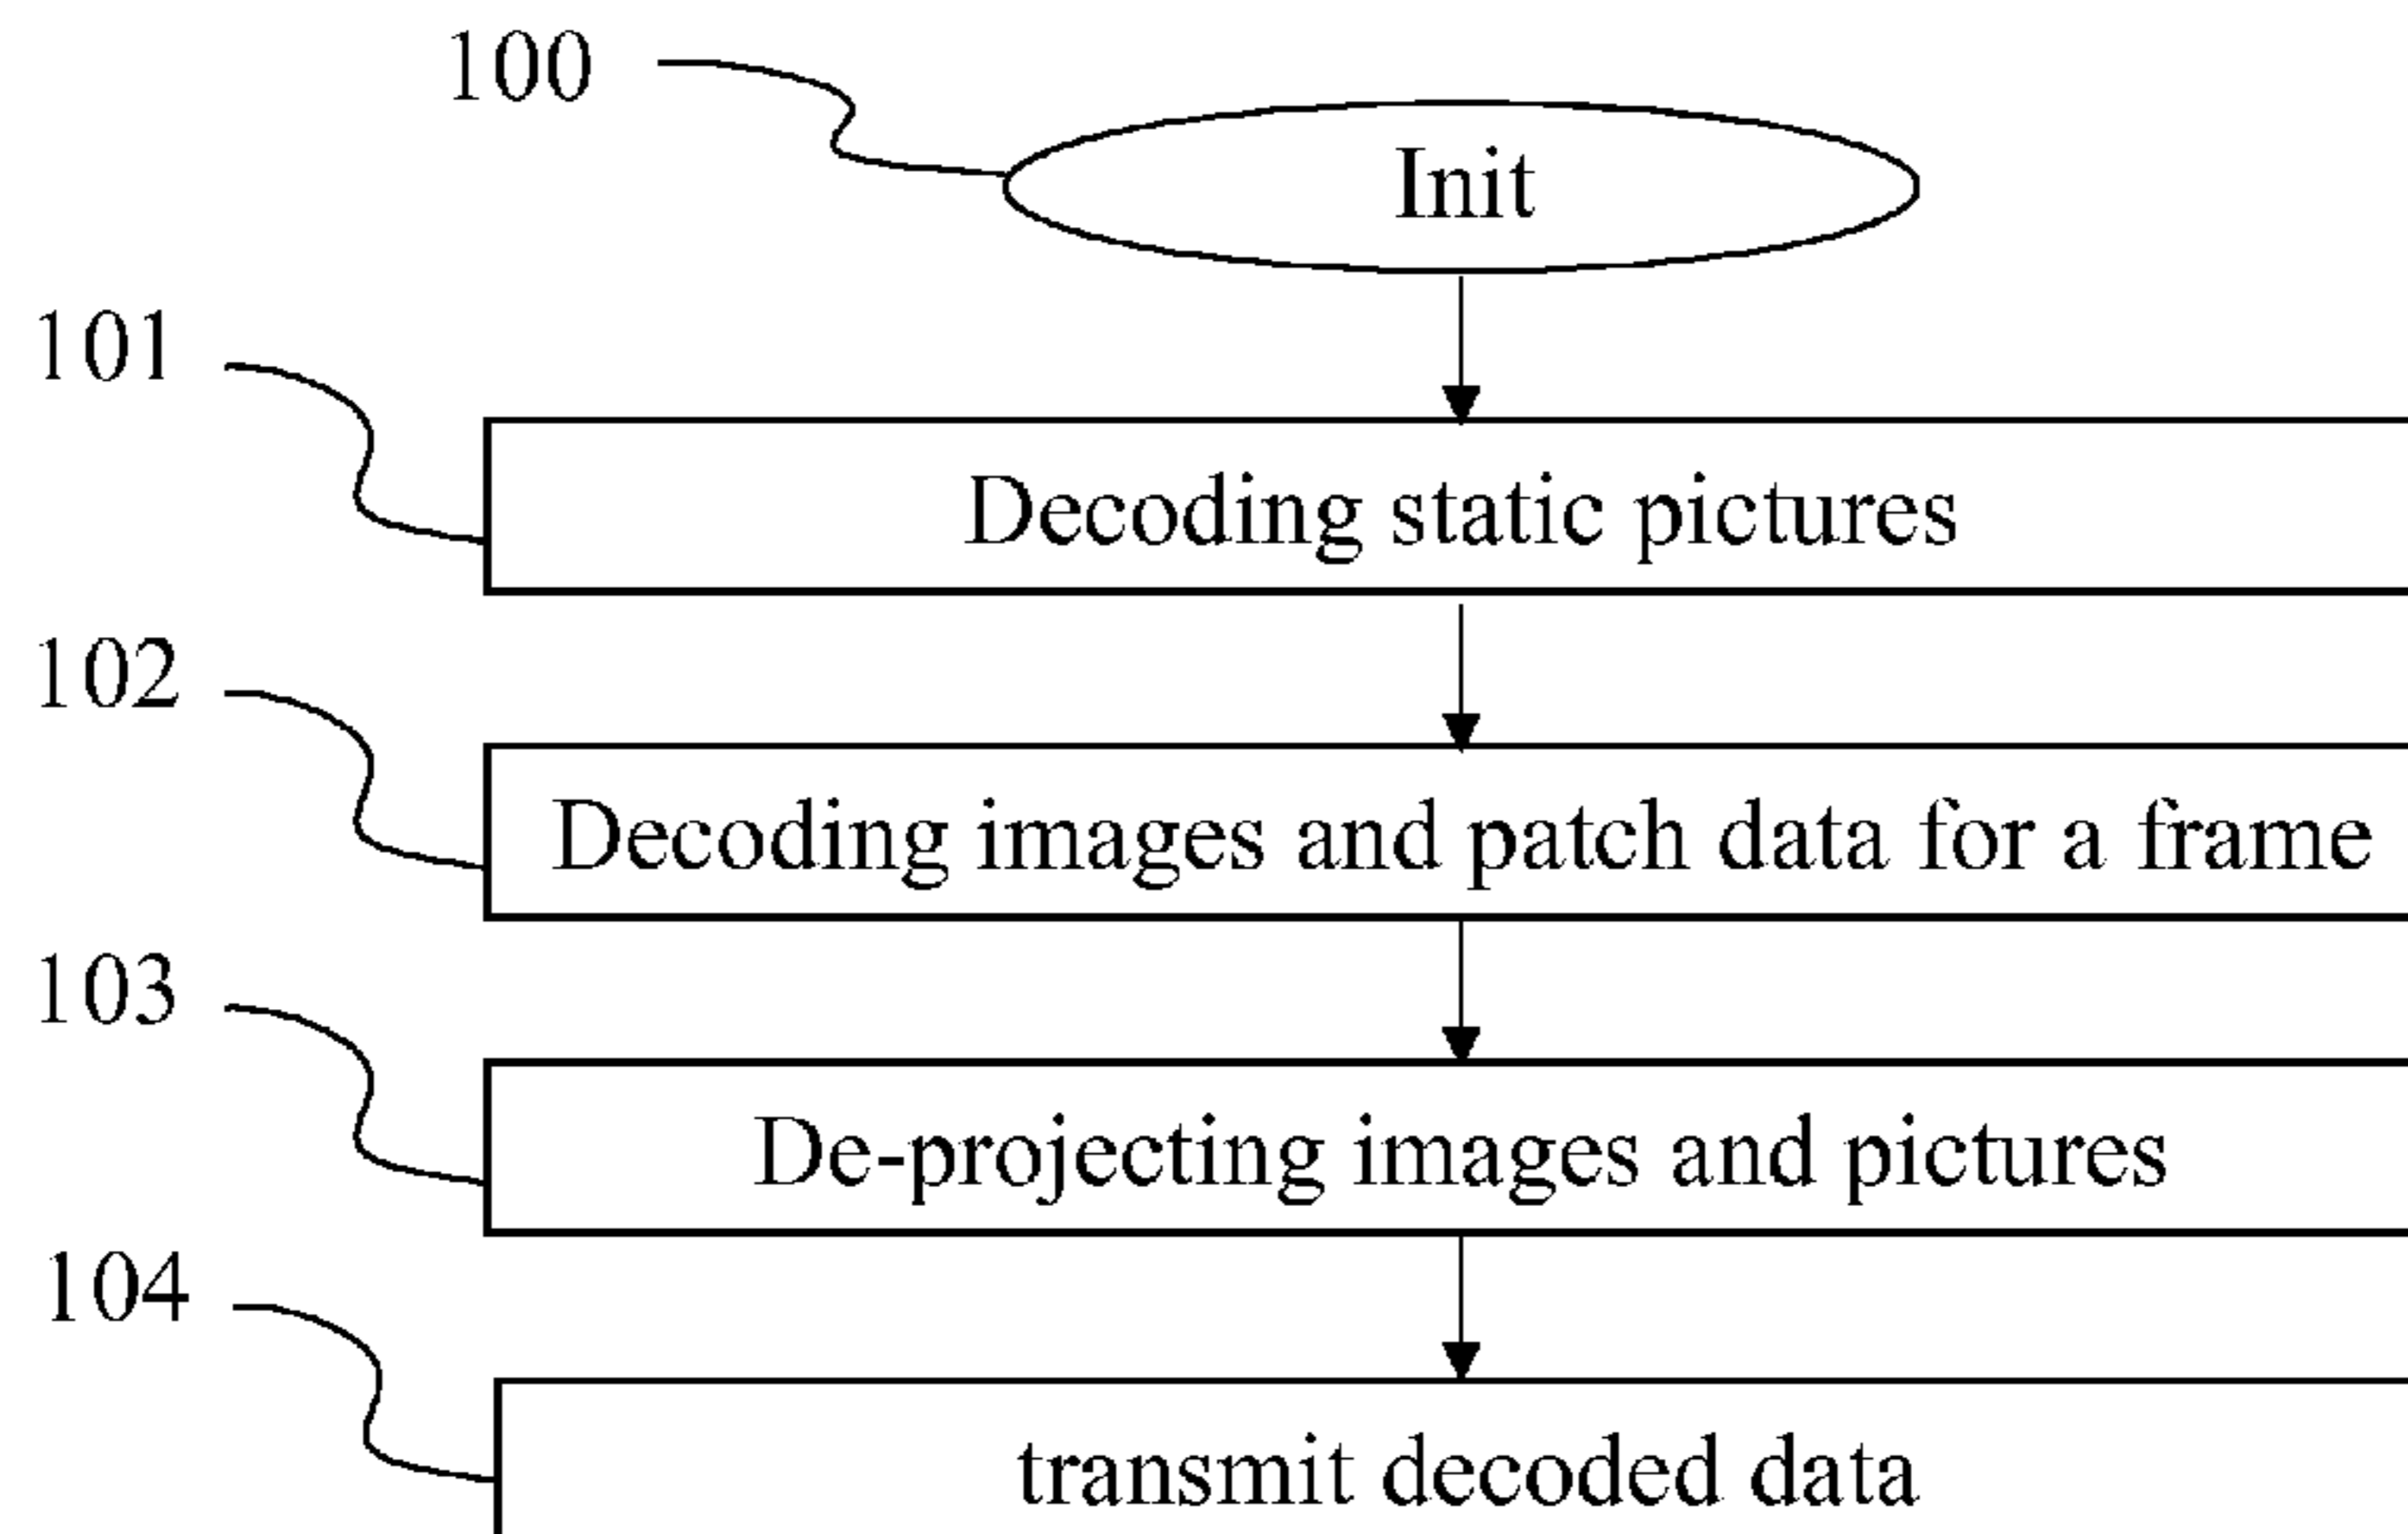 100
Init
101
Decoding static pictures
102
Decoding images and patch data for a frame
103
De-projecting images and pictures
104
transmit decoded data